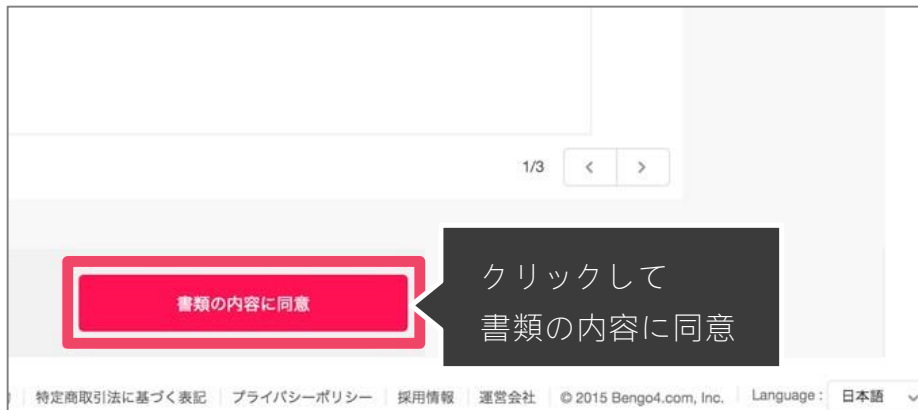 1/3 < >
クリックして
書類の内容に同意
書類の内容に同意
特定商取引法に基づく表記 プライバシーポリシー 採用情報 運営会社 © 2015 Bengo4.com, Inc. Language : 日本語